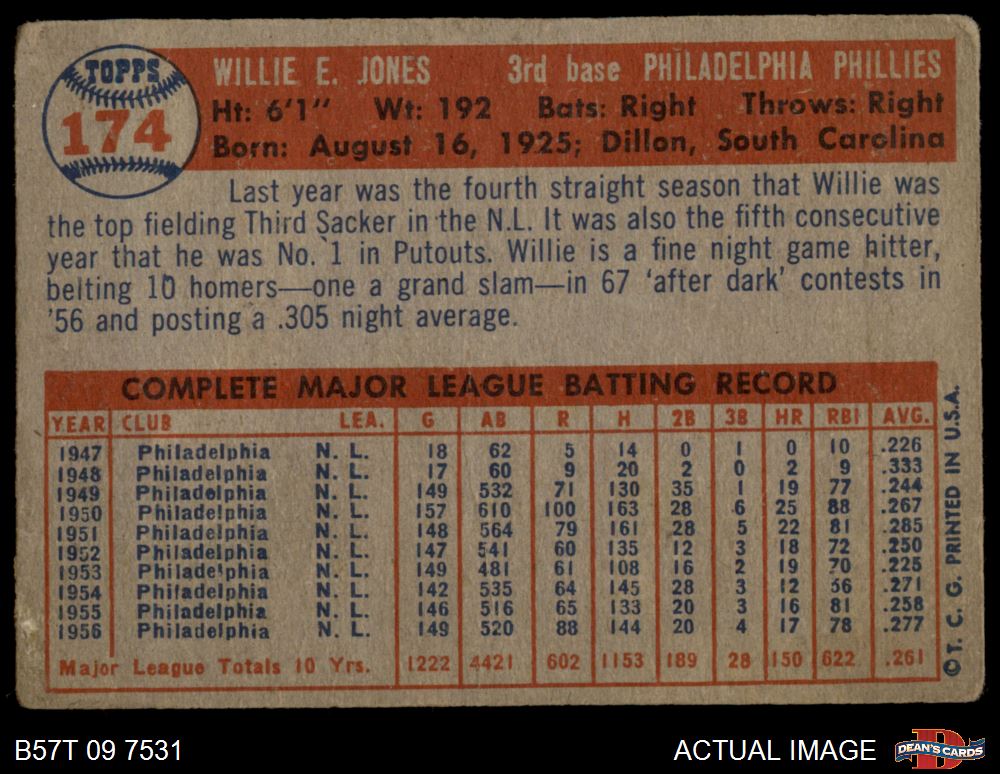 TOPPS
174
WILLIE E. JONES 3rd base PHILADELPHIA PHILLIES
Ht: 6'1" Wt: 192 Bats: Right Throws: Right
Born: August 16, 1925; Dillon, South Carolina
Last year was the fourth straight season that Willie was
the top fielding Third Sacker in the N.L. It was also the fifth consecutive
year that he was No. 1 in Putouts. Willie is a fine night game hitter,
belting 10 homers—one a grand slam—in 67 'after dark' contests in
'56 and posting a .305 night average.
COMPLETE MAJOR LEAGUE BATTING RECORD
YEAR CLUB LEA. G AB R H 2B 3B HR RBI AVG.
1947 Philadelphia N. L. 18 62 5 14 0 1 0 10 .226
1948 Philadelphia N. L. 17 60 9 20 2 0 2 9 .333
1949 Philadelphia N. L. 149 532 71 130 35 1 19 77 .244
1950 Philadelphia N. L. 157 610 100 163 28 6 25 88 .267
1951 Philadelphia N. L. 148 564 79 161 28 5 22 81 .285
1952 Philadelphia N. L. 147 541 60 135 12 3 18 72 .250
1953 Philadelphia N. L. 149 481 61 108 16 2 19 70 .225
1954 Philadelphia N. L. 142 535 64 145 28 3 12 56 .271
1955 Philadelphia N. L. 146 516 65 133 20 3 16 81 .258
1956 Philadelphia N. L. 149 520 88 144 20 4 17 78 .277
Major League Totals 10 Yrs. 1222 4421 602 1153 189 28 150 622 .261
© T. C. G. PRINTED IN U.S.A.
B57T 09 7531
ACTUAL IMAGE
D
DEAN'S CARDS